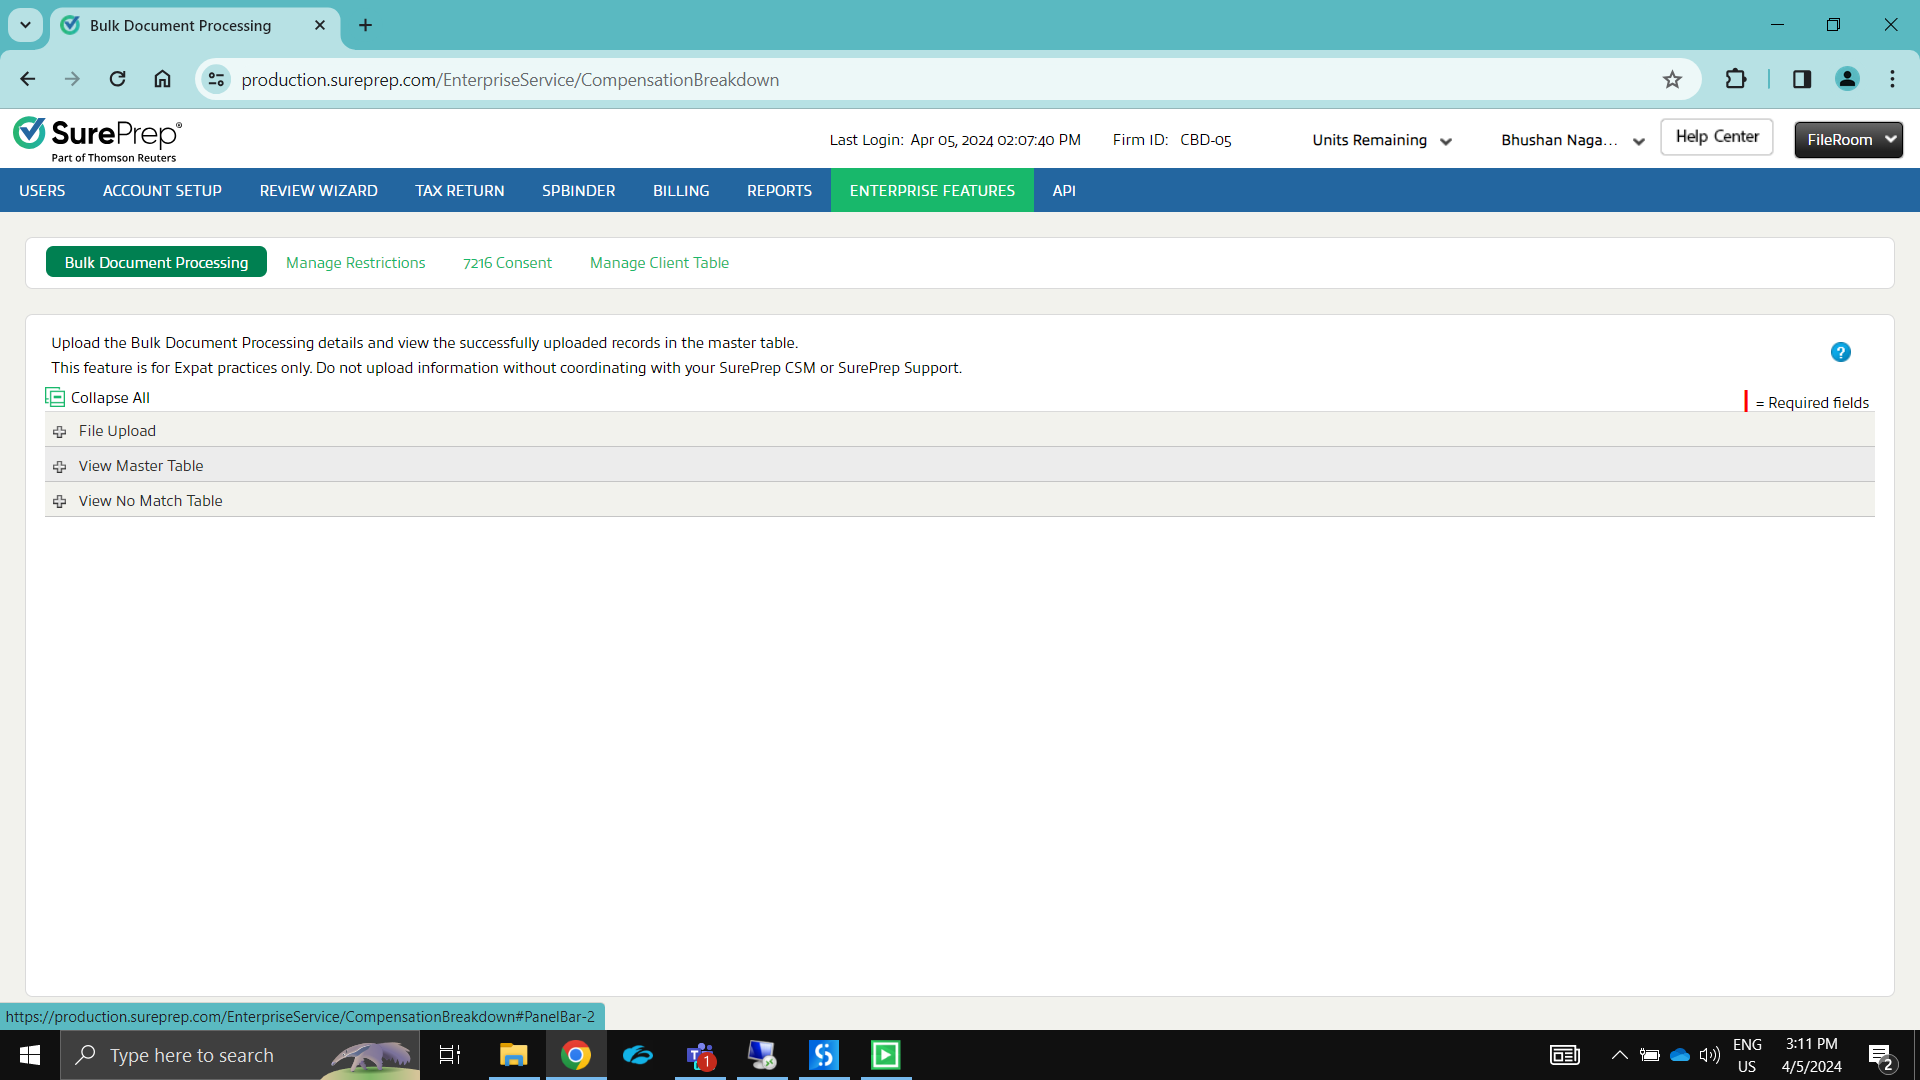 Bulk Document Processing
production.sureprep.com/EnterpriseService/CompensationBreakdown
SurePrep®
Part of Thomson Reuters
Last Login: Apr 05, 2024 02:07:40 PM
Firm ID: CBD-05
Units Remaining
Bhushan Naga...
Help Center
FileRoom
USERS
ACCOUNT SETUP
REVIEW WIZARD
TAX RETURN
SPBINDER
BILLING
REPORTS
ENTERPRISE FEATURES
API
Bulk Document Processing
Manage Restrictions
7216 Consent
Manage Client Table
Upload the Bulk Document Processing details and view the successfully uploaded records in the master table.
This feature is for Expat practices only. Do not upload information without coordinating with your SurePrep CSM or SurePrep Support.
?
Collapse All
= Required fields
File Upload
View Master Table
View No Match Table
https://production.sureprep.com/EnterpriseService/CompensationBreakdown#PanelBar-2
Type here to search
1
ENG
US
3:11 PM
4/5/2024
2